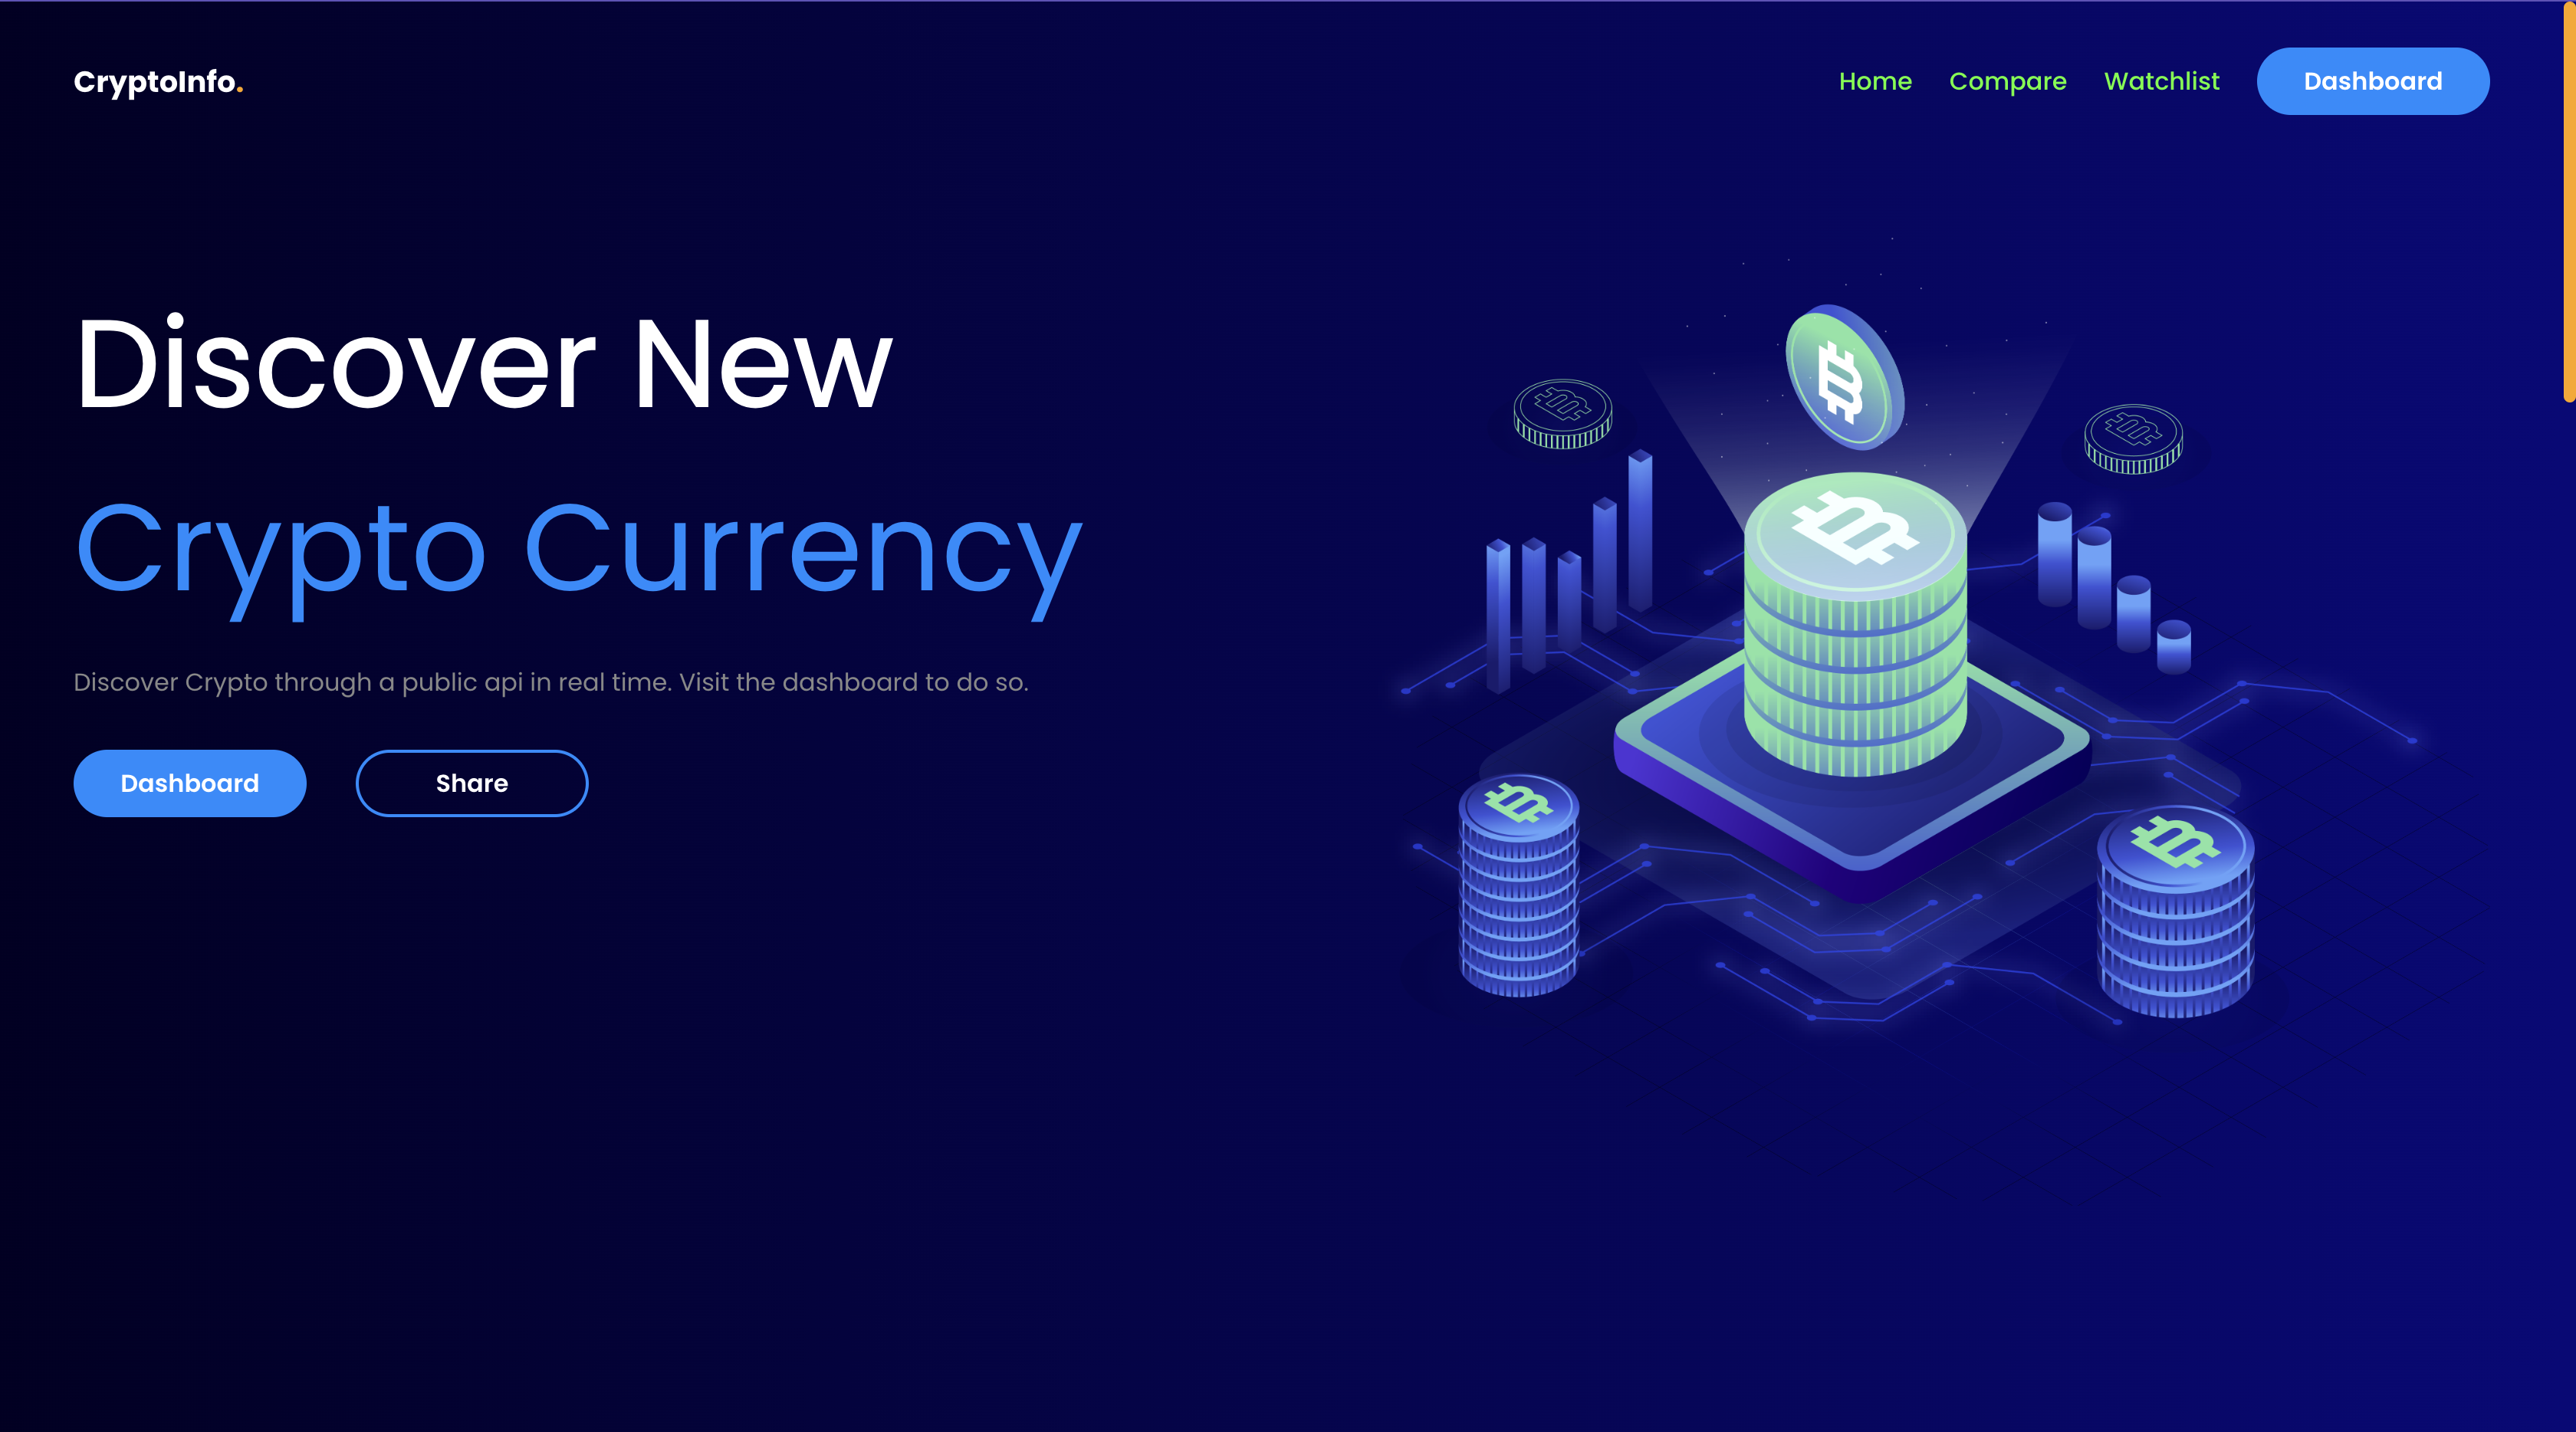 CryptoInfo.
Home Compare Watchlist Dashboard
Discover New
Crypto Currency
Discover Crypto through a public api in real time. Visit the dashboard to do so.
Dashboard Share